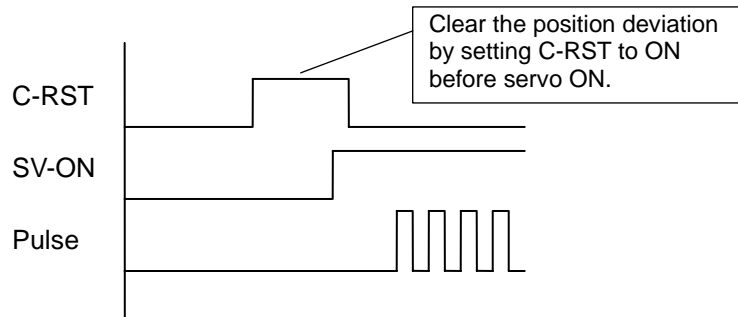 Clear the position deviation
by setting C-RST to ON
before servo ON.
C-RST
SV-ON
Pulse